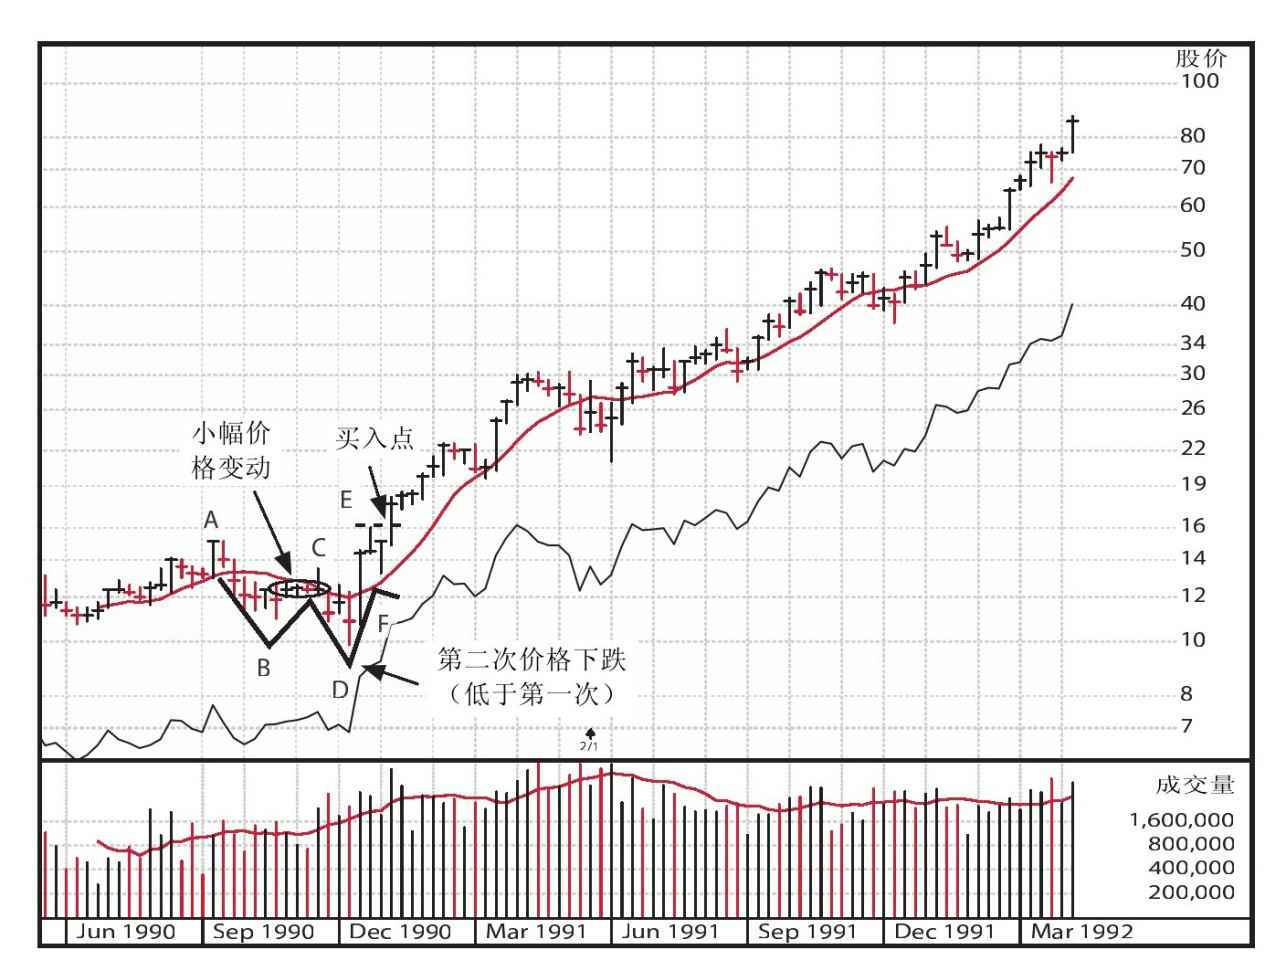 股价
100
80
70
60
50
40
34
30
26
22
19
16
14
12
10
8
7
小幅价
格变动
买入点
A
B
C
D
E
F
第二次价格下跌
（低于第一次）
2/1
成交量
1,600,000
800,000
400,000
200,000
Jun 1990
Sep 1990
Dec 1990
Mar 1991
Jun 1991
Sep 1991
Dec 1991
Mar 1992